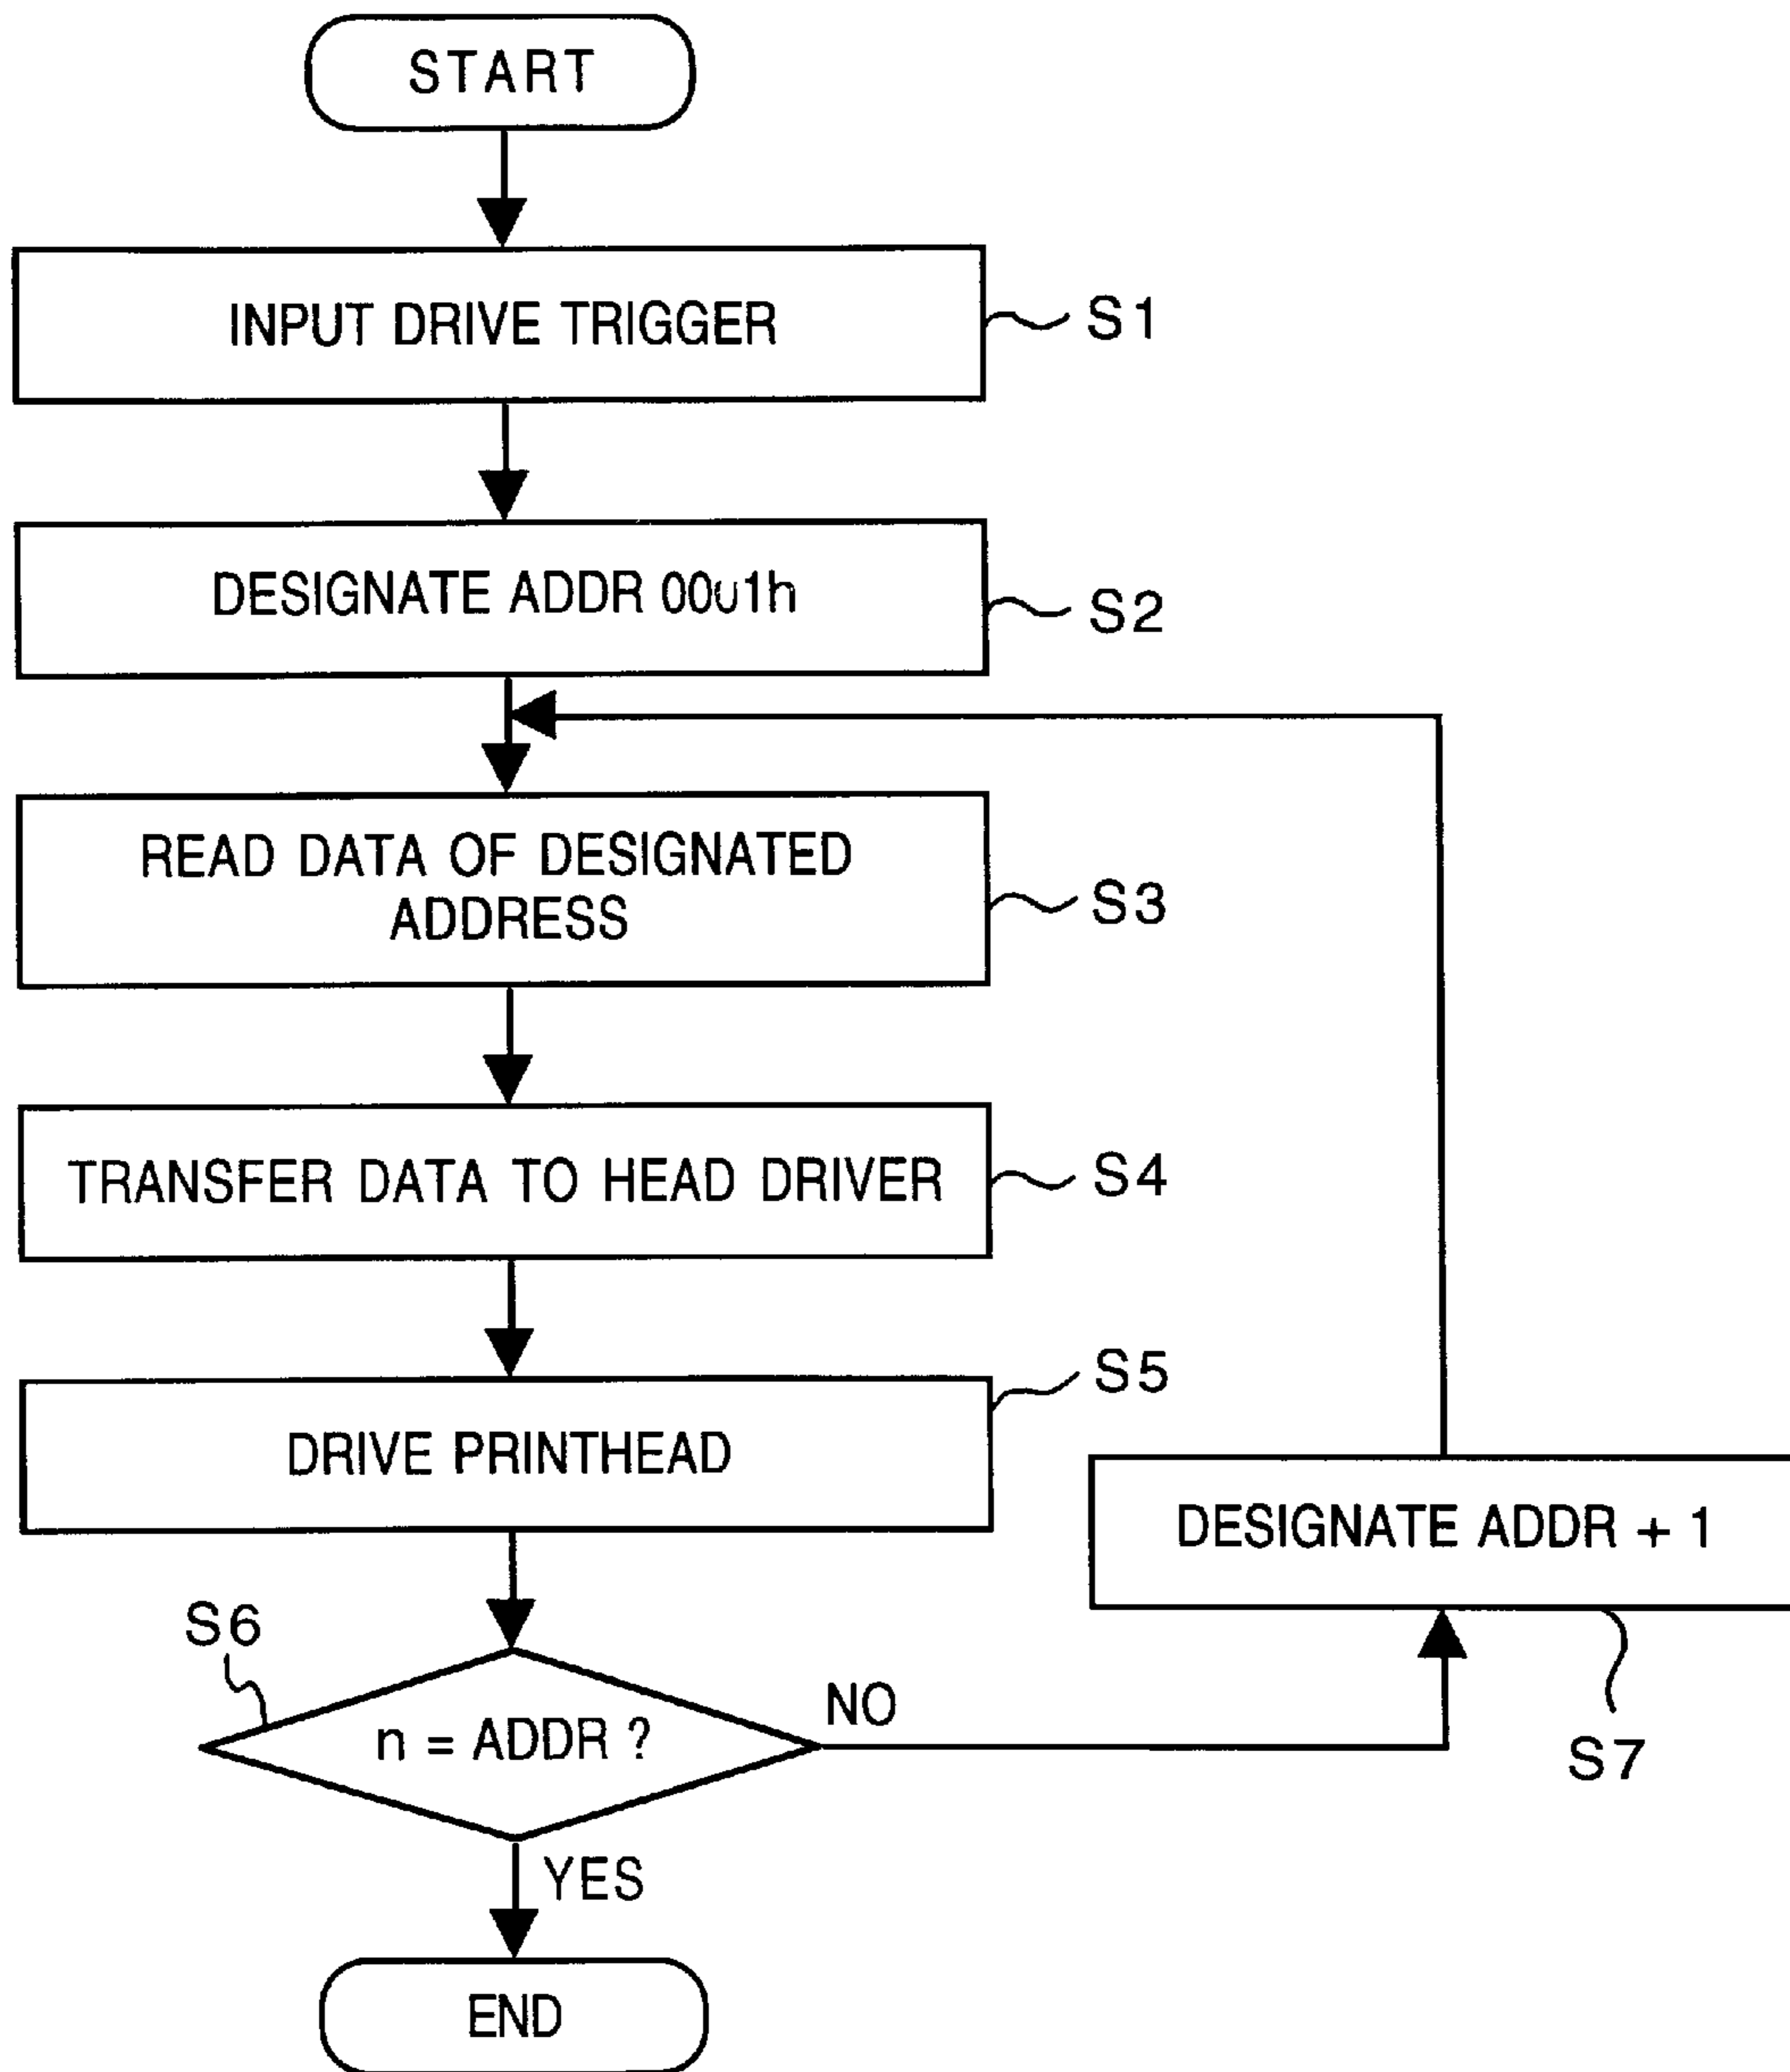 START
INPUT DRIVE TRIGGER
S1
DESIGNATE ADDR 0001h
S2
READ DATA OF DESIGNATED
ADDRESS
S3
TRANSFER DATA TO HEAD DRIVER
S4
DRIVE PRINTHEAD
S5
DESIGNATE ADDR + 1
S7
S6
n = ADDR ?
NO
YES
END